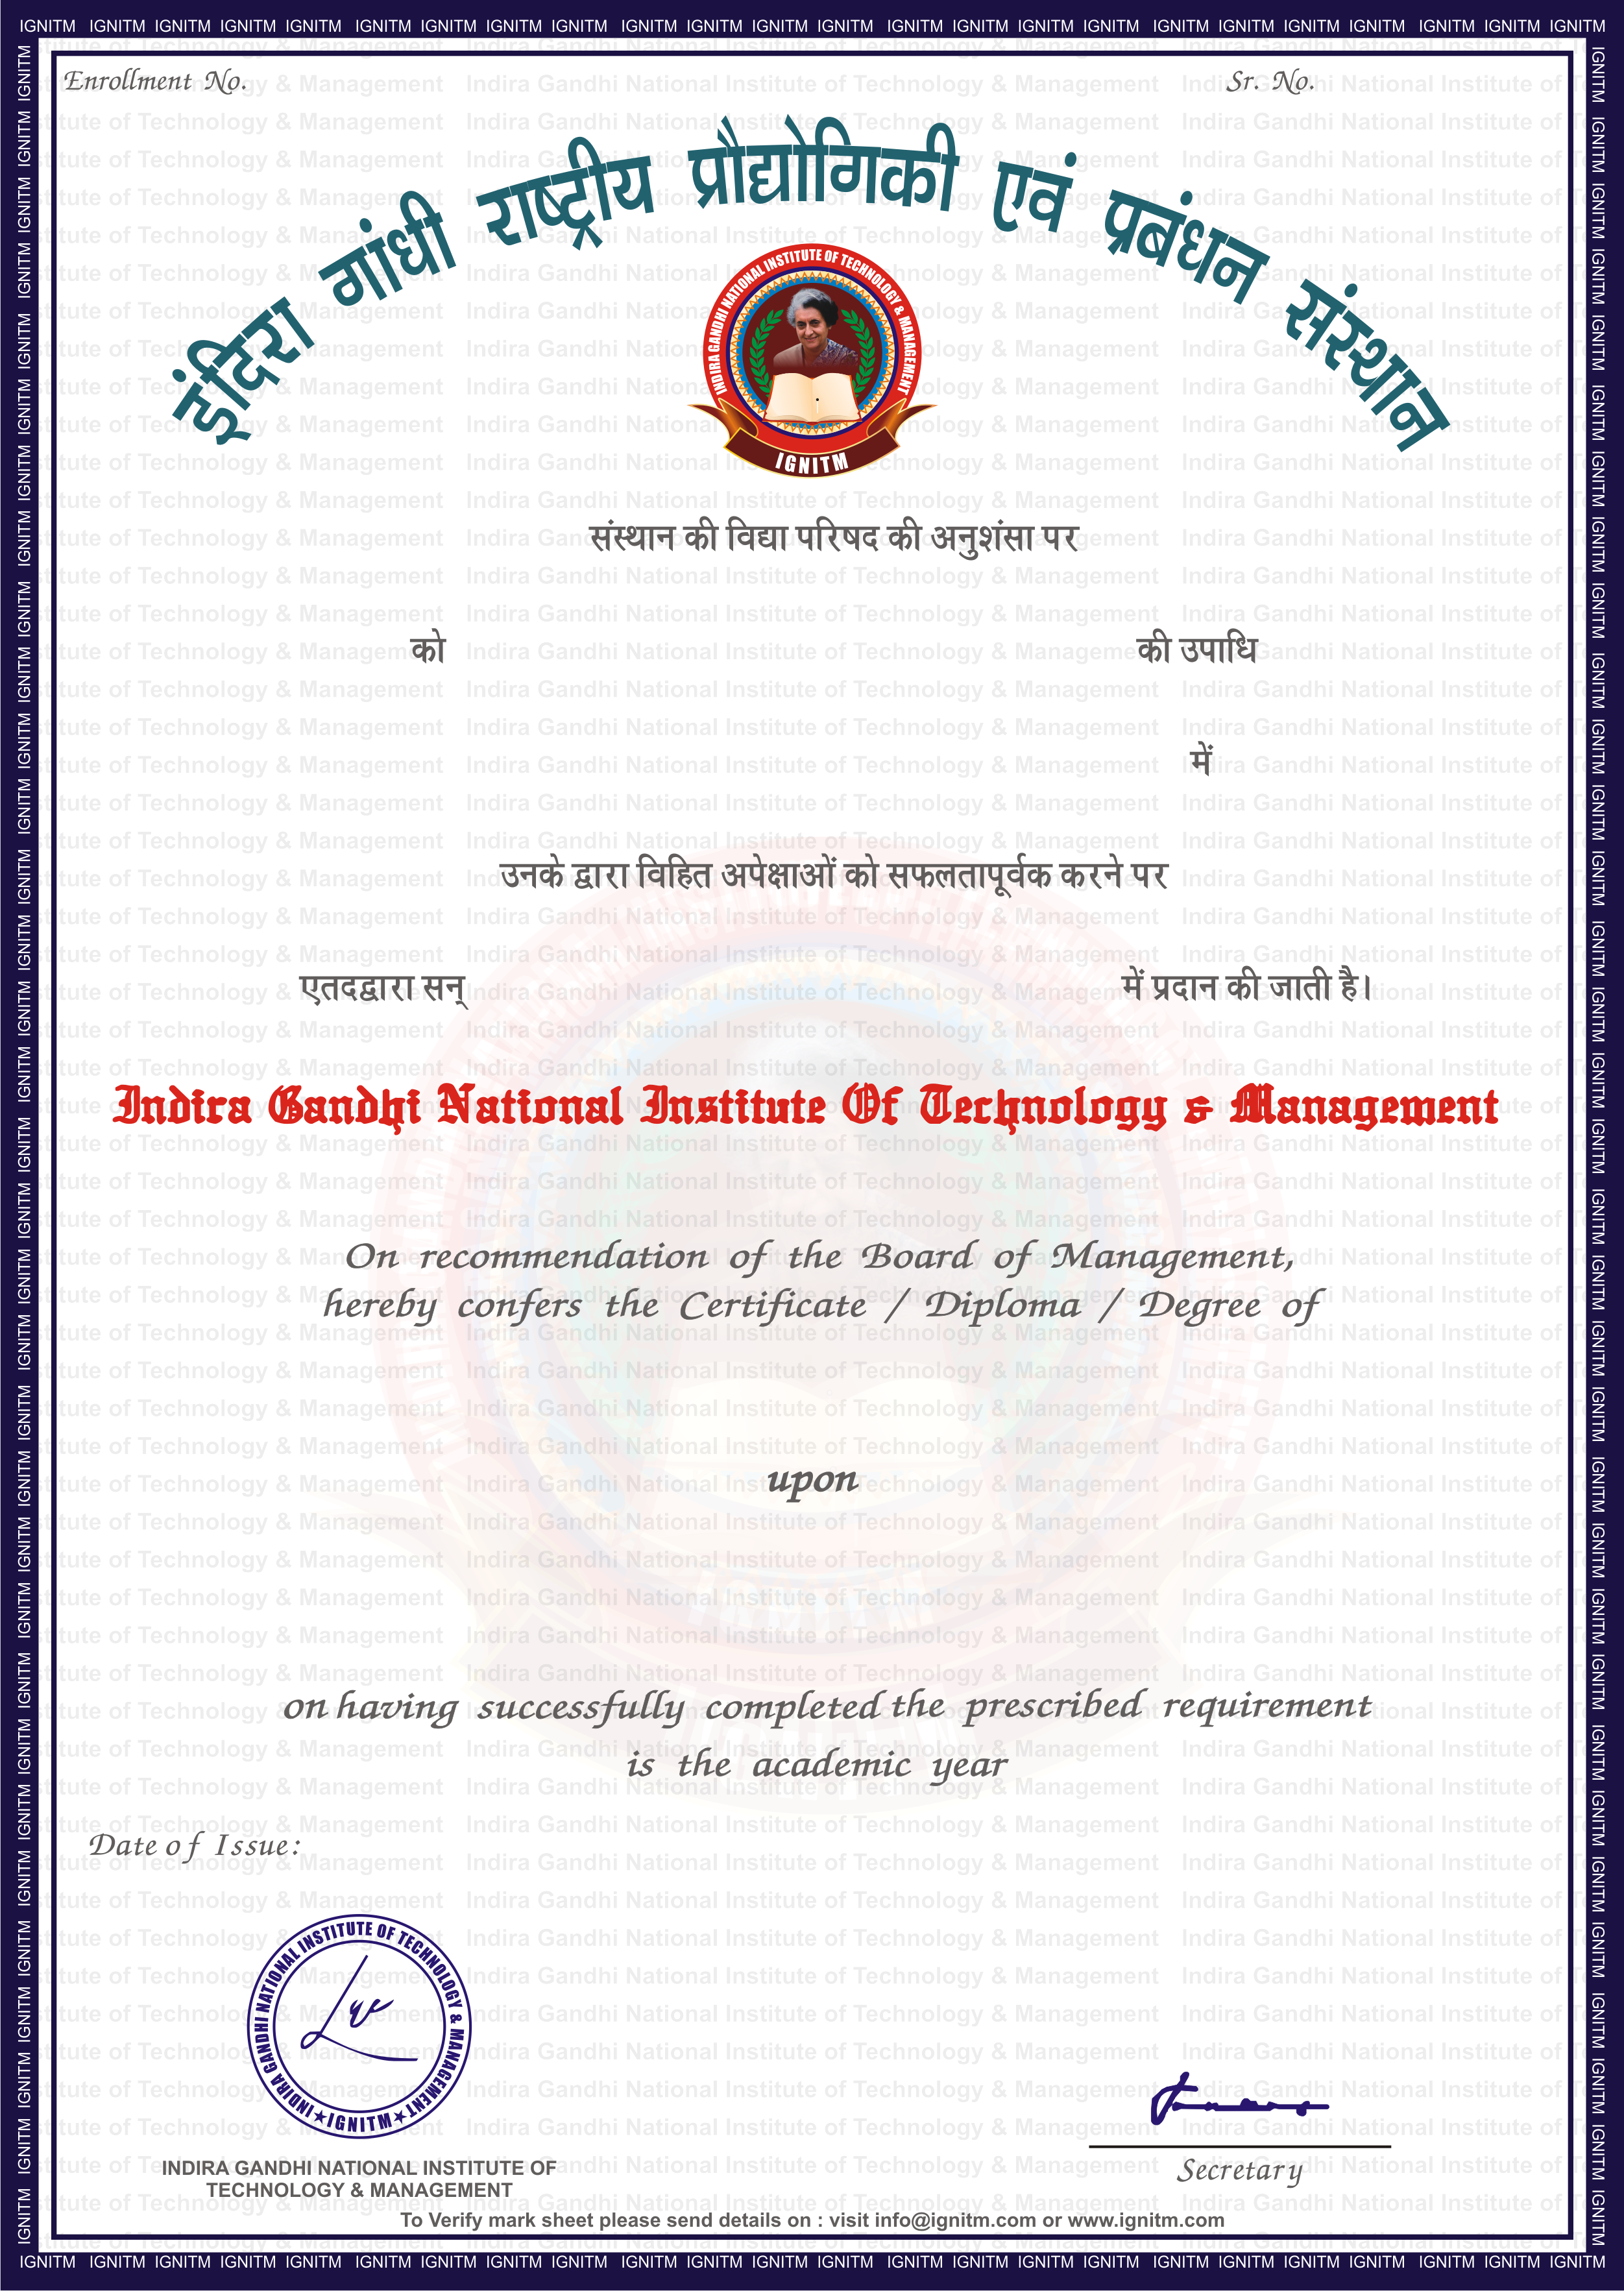 IGNITM IGNITM IGNITM IGNITM IGNITM IGNITM IGNITM IGNITM IGNITM IGNITM IGNITM IGNITM IGNITM IGNITM IGNITM IGNITM IGNITM IGNITM IGNITM IGNITM IGNITM IGNITM IGNITM IGNITM
Enrollment No.
Sr. No.
इंदिरा गांधी राष्ट्रीय प्रौद्योगिकी एवं प्रबंधन संस्थान
INDIRA GANDHI NATIONAL INSTITUTE OF TECHNOLOGY & MANAGEMENT
IGNITM
संस्थान की विद्या परिषद की अनुशंसा पर
को की उपाधि
में
उनके द्वारा विहित अपेक्षाओं को सफलतापूर्वक करने पर
एतदद्वारा सन् में प्रदान की जाती है।
Indira Gandhi National Institute Of Technology & Management
On recommendation of the Board of Management,
hereby confers the Certificate / Diploma / Degree of
upon
on having successfully completed the prescribed requirement
is the academic year
Date of Issue:
INDIRA GANDHI NATIONAL INSTITUTE OF TECHNOLOGY & MANAGEMENT
★IGNITM★
INDIRA GANDHI NATIONAL INSTITUTE OF
TECHNOLOGY & MANAGEMENT
Secretary
To Verify mark sheet please send details on : visit info@ignitm.com or www.ignitm.com
IGNITM IGNITM IGNITM IGNITM IGNITM IGNITM IGNITM IGNITM IGNITM IGNITM IGNITM IGNITM IGNITM IGNITM IGNITM IGNITM IGNITM IGNITM IGNITM IGNITM IGNITM IGNITM IGNITM IGNITM